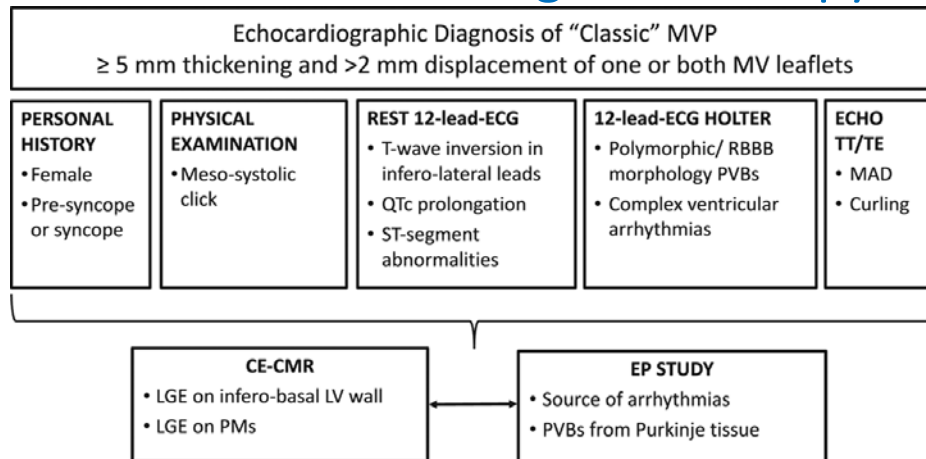 Echocardiographic Diagnosis of “Classic” MVP
≥ 5 mm thickening and >2 mm displacement of one or both MV leaflets
PERSONAL
HISTORY
• Female
• Pre-syncope
or syncope
PHYSICAL
EXAMINATION
• Meso-systolic
click
REST 12-lead-ECG
• T-wave inversion in
infero-lateral leads
• QTc prolongation
• ST-segment
abnormalities
12-lead-ECG HOLTER
• Polymorphic/ RBBB
morphology PVBs
• Complex ventricular
arrhythmias
ECHO
TT/TE
• MAD
• Curling
CE-CMR
• LGE on infero-basal LV wall
• LGE on PMs
EP STUDY
• Source of arrhythmias
• PVBs from Purkinje tissue